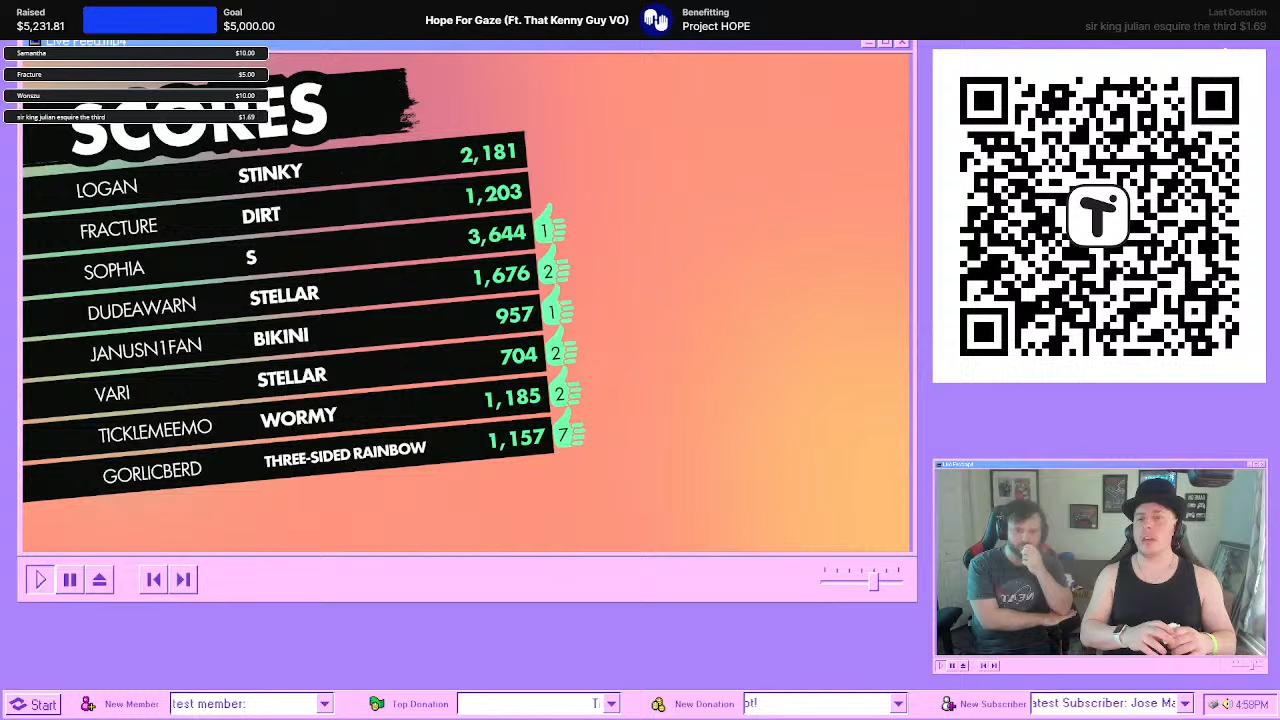 Raised
$5,231.81
Goal
$5,000.00
Hope For Gaze (Ft. That Kenny Guy VO)
Benefitting
Project HOPE
Last Donation
sir king julian esquire the third $1.69
Live Feed.mp4
Samantha $10.00
Fracture $5.00
Wonszu $10.00
sir king julian esquire the third $1.69
SCORES
LOGAN STINKY 2,181
FRACTURE DIRT 1,203
SOPHIA S 3,644 1
DUDEAWARN STELLAR 1,676 2
JANUSN1FAN BIKINI 957 1
VARI STELLAR 704 2
TICKLEMEEMO WORMY 1,185 2
GORLICBERD THREE-SIDED RAINBOW 1,157 7
T
Start
New Member
test member:
Top Donation
New Donation
ot!
New Subscriber
atest Subscriber: Jose Ma
4:58PM